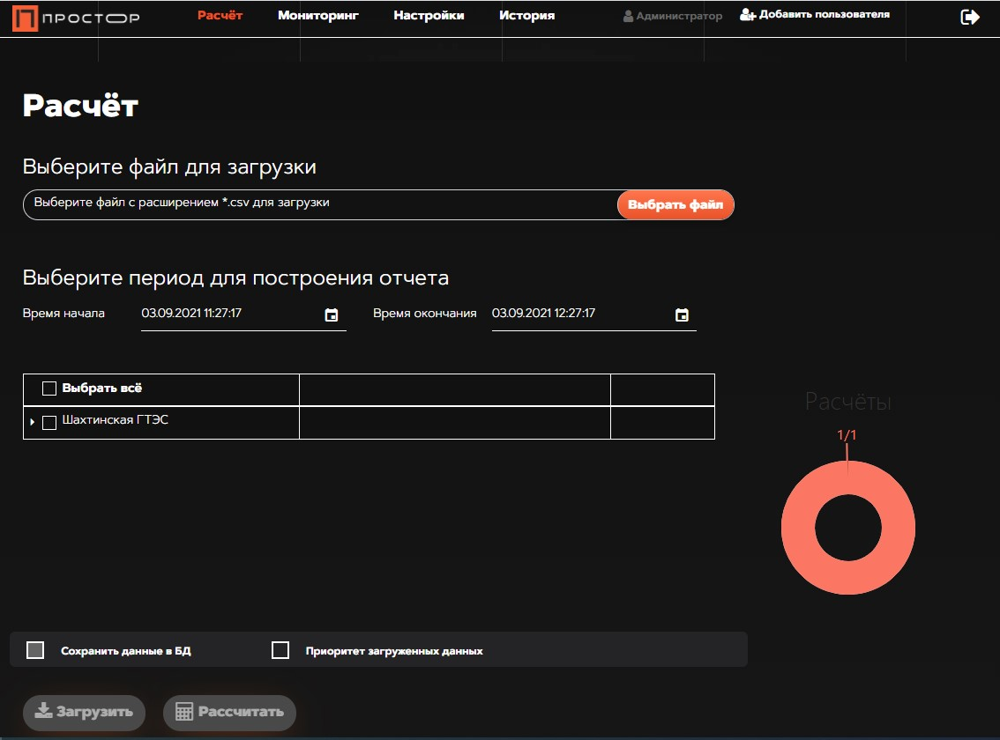 ПРОСТОР
Расчёт Мониторинг Настройки История Администратор Добавить пользователя
Расчёт
Выберите файл для загрузки
Выберите файл с расширением *.csv для загрузки Выбрать файл
Выберите период для построения отчета
Время начала 03.09.2021 11:27:17 Время окончания 03.09.2021 12:27:17
Выбрать всё
Шахтинская ГТЭС
Расчёты
1/1
Сохранить данные в БД Приоритет загруженных данных
Загрузить Рассчитать